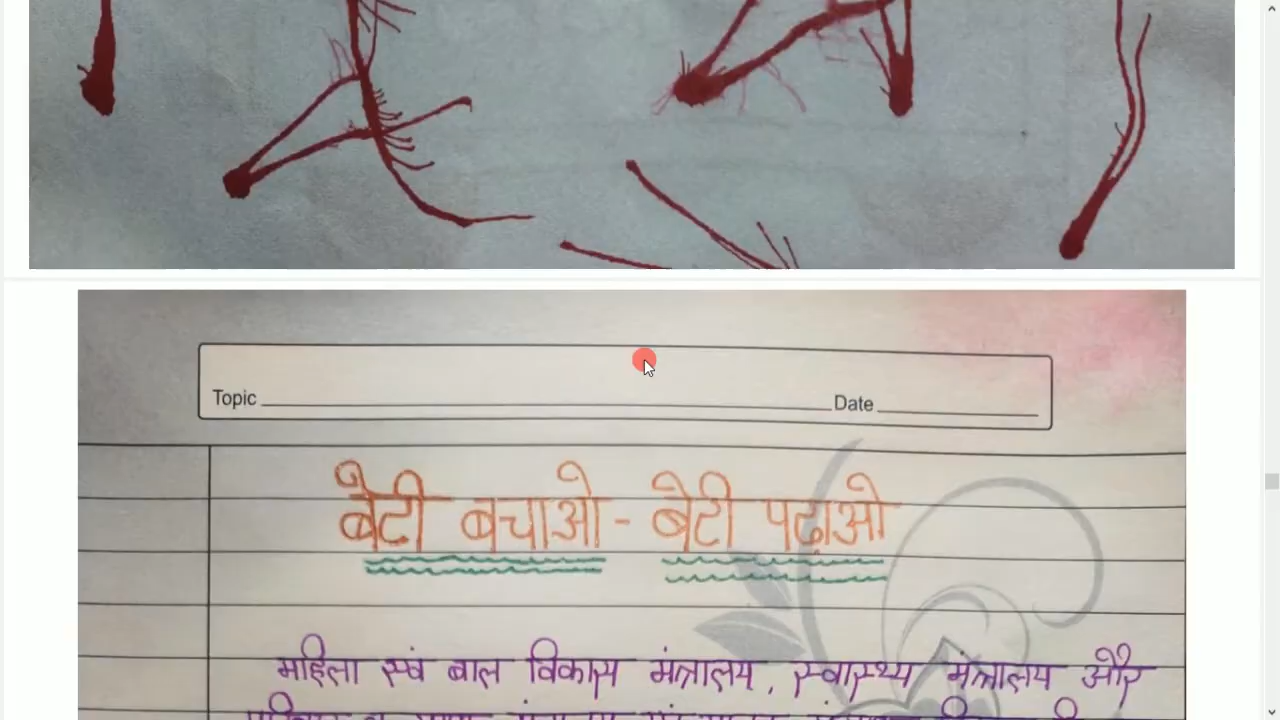 Topic Date
बेटी बचाओ - बेटी पढ़ाओ
महिला एवं बाल विकास मंत्रालय, स्वास्थ्य मंत्रालय और